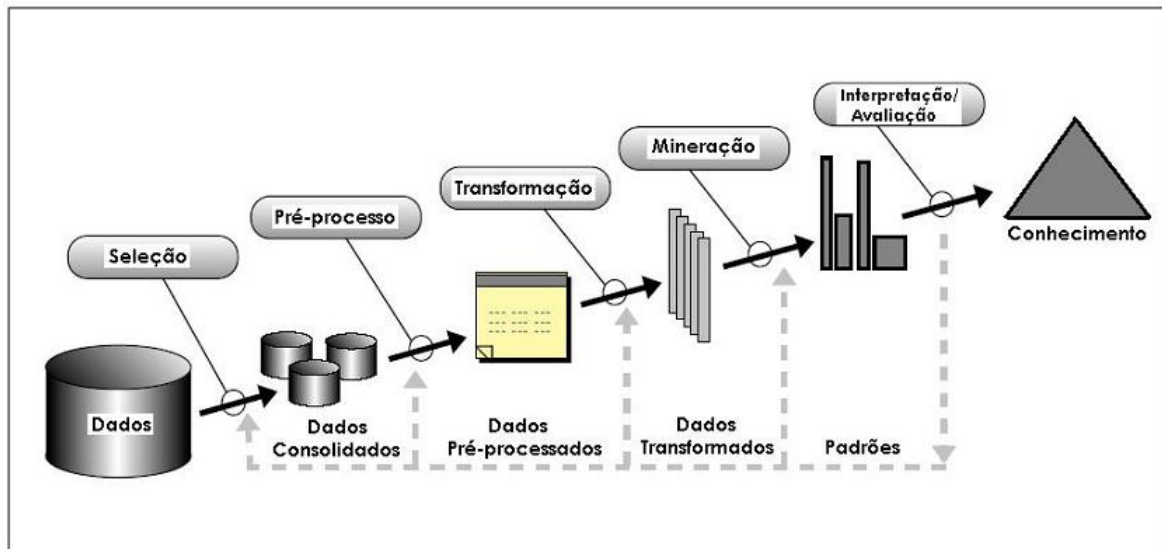 Interpretação/
Avaliação
Mineração
Transformação
Pré-processo
Seleção
Conhecimento
Dados
Dados
Consolidados
Dados
Pré-processados
Dados
Transformados
Padrões